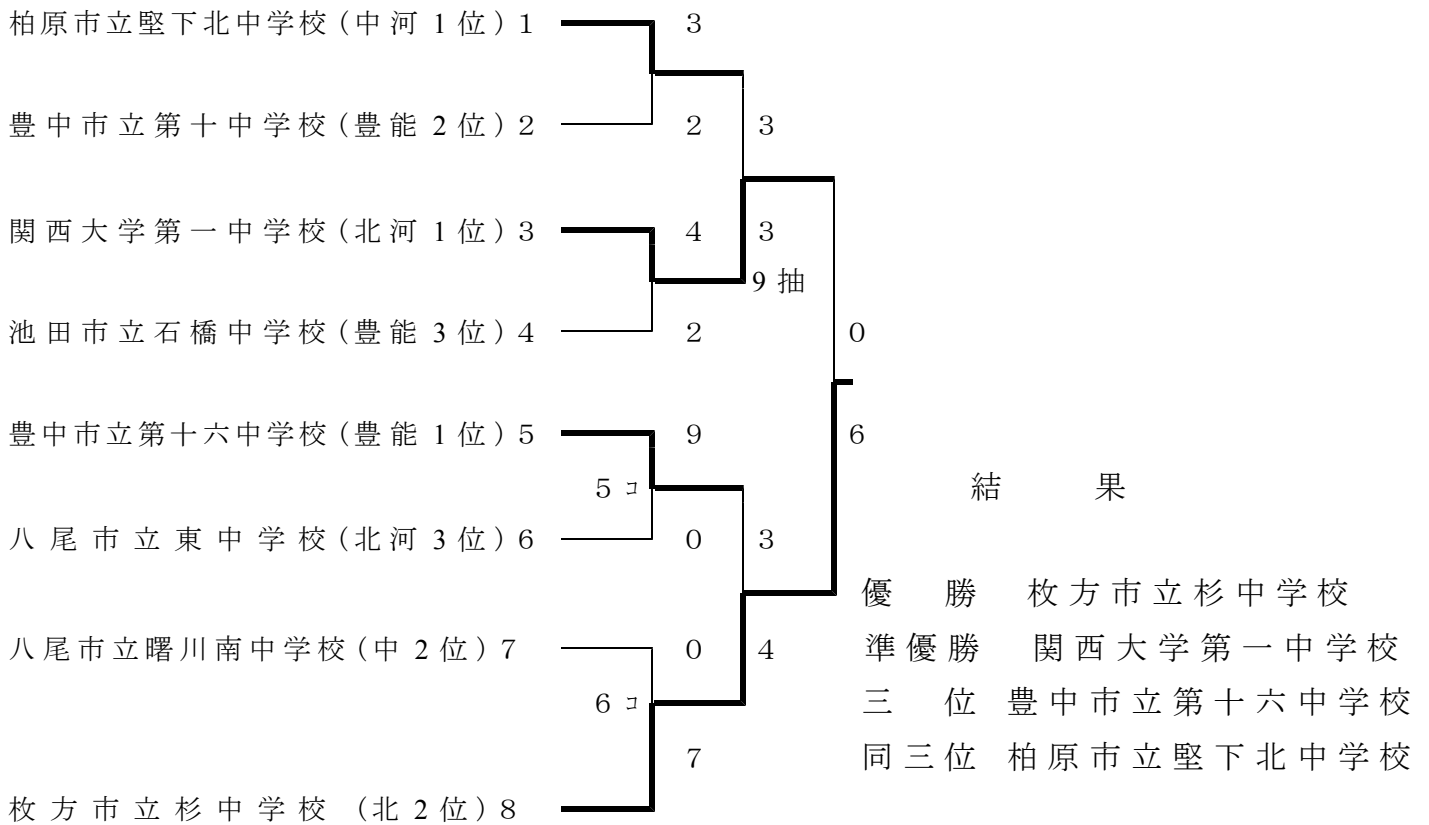 柏原市立堅下北中学校(中河1位)1 3
豊中市立第十中学校(豊能2位)2 2 3
関西大学第一中学校(北河1位)3 4 3
9抽
池田市立石橋中学校(豊能3位)4 2 0
豊中市立第十六中学校(豊能1位)5 9 6
5コ 結果
八尾市立東中学校(北河3位)6 0 3
優勝 枚方市立杉中学校
八尾市立曙川南中学校(中2位)7 0 4 準優勝 関西大学第一中学校
6コ 三位 豊中市立第十六中学校
7 同三位 柏原市立堅下北中学校
枚方市立杉中学校 (北2位)8